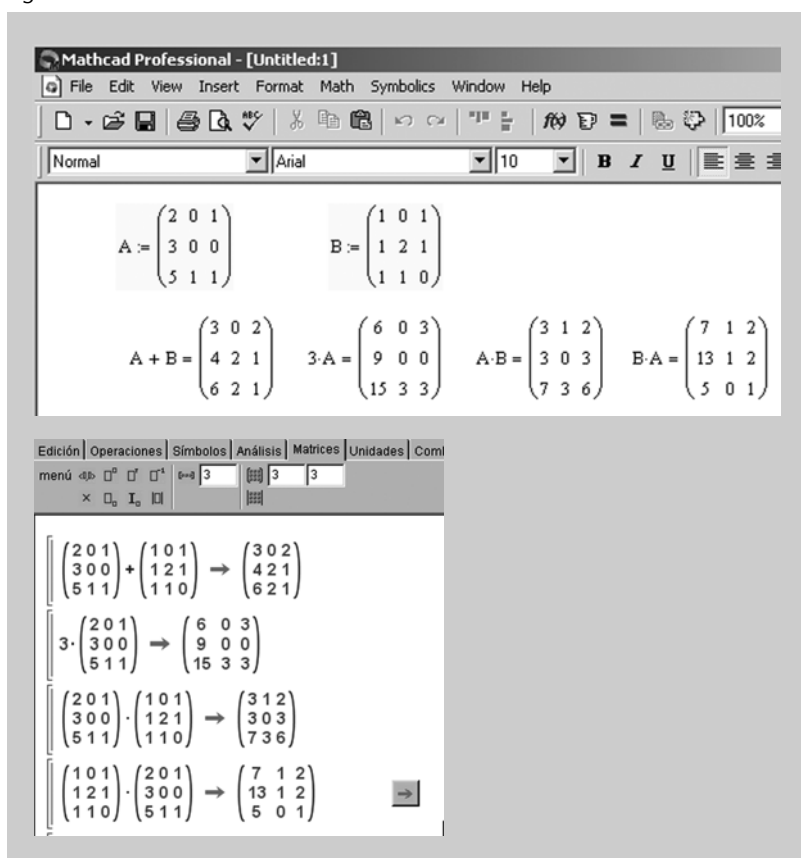 Mathcad Professional - [Untitled:1]
File Edit View Insert Format Math Symbolics Window Help
100%
Normal Arial 10 B I U
A := (2 0 1
3 0 0
5 1 1)
B := (1 0 1
1 2 1
1 1 0)
A + B = (3 0 2
4 2 1
6 2 1)
3·A = (6 0 3
9 0 0
15 3 3)
A·B = (3 1 2
3 0 3
7 3 6)
B·A = (7 1 2
13 1 2
5 0 1)
Edición Operaciones Símbolos Análisis Matrices Unidades
menú 3 3 3
(2 0 1
3 0 0
5 1 1) + (1 0 1
1 2 1
1 1 0) → (3 0 2
4 2 1
6 2 1)
3·(2 0 1
3 0 0
5 1 1) → (6 0 3
9 0 0
15 3 3)
(2 0 1
3 0 0
5 1 1) · (1 0 1
1 2 1
1 1 0) → (3 1 2
3 0 3
7 3 6)
(1 0 1
1 2 1
1 1 0) · (2 0 1
3 0 0
5 1 1) → (7 1 2
13 1 2
5 0 1)